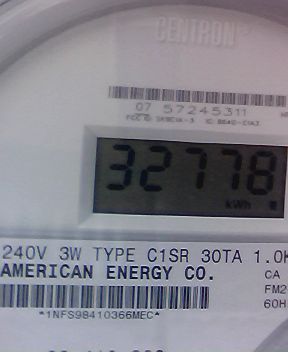 CENTRON
07 57245311
32778
kWh
240V 3W TYPE C1SR 30TA 1.0K
AMERICAN ENERGY CO.
CA
FM2
60H
*1NFS98410366MEC*